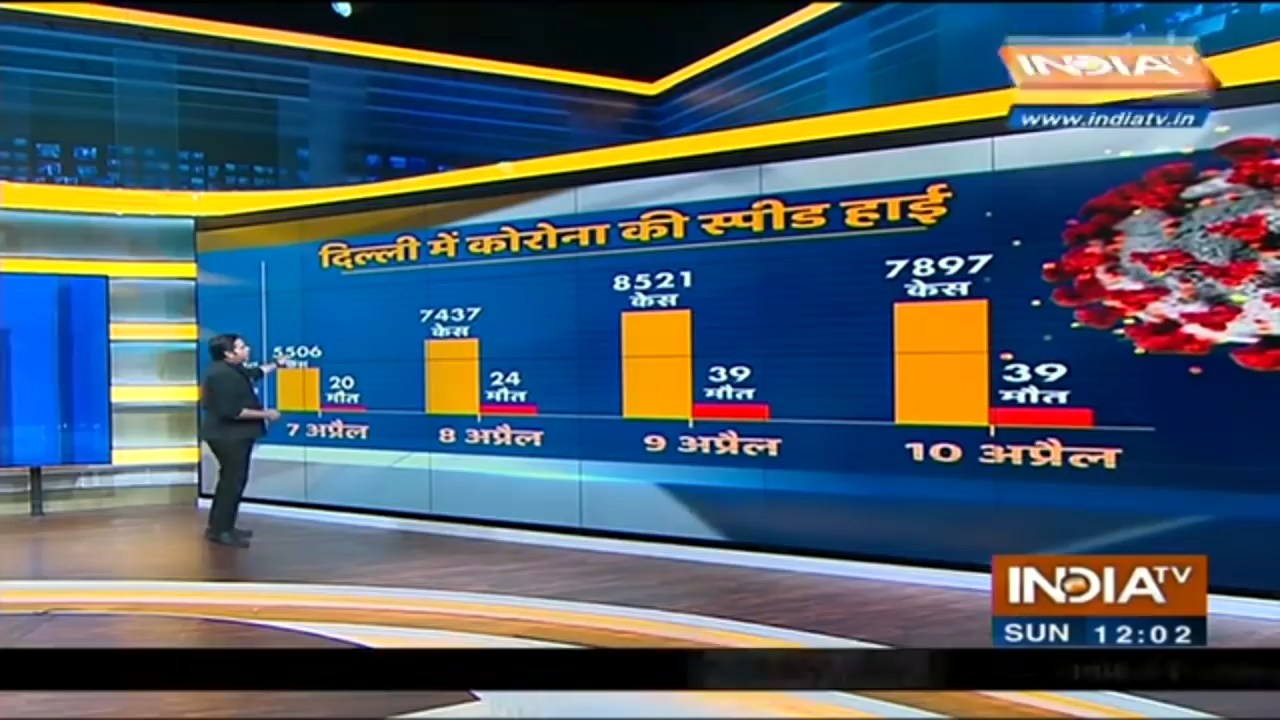 INDIA TV
www.indiatv.in
दिल्ली में कोरोना की स्पीड हाई
5506
केस
20
मौत
7 अप्रैल
7437
केस
24
मौत
8 अप्रैल
8521
केस
39
मौत
9 अप्रैल
7897
केस
39
मौत
10 अप्रैल
INDIA TV
SUN 12:02